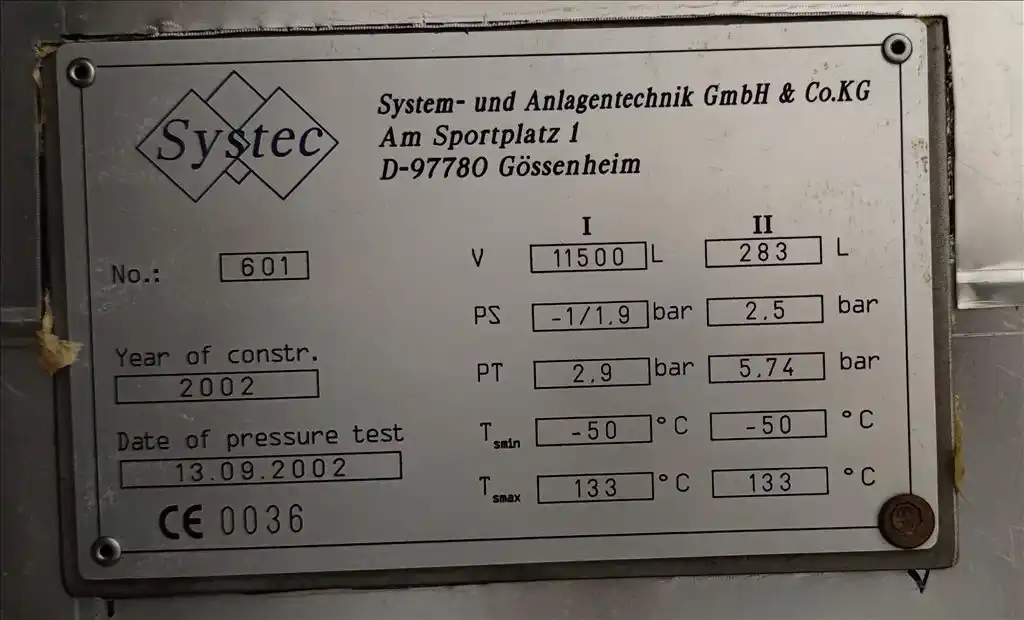 Systec
System- und Anlagentechnik GmbH & Co.KG
Am Sportplatz 1
D-97780 Gössenheim
No.: 601
Year of constr.
2002
Date of pressure test
13.09.2002
CE 0036
I II
V 11500 L 283 L
PS -1/1,9 bar 2,5 bar
PT 2,9 bar 5,74 bar
Tsmin -50 °C -50 °C
Tsmax 133 °C 133 °C